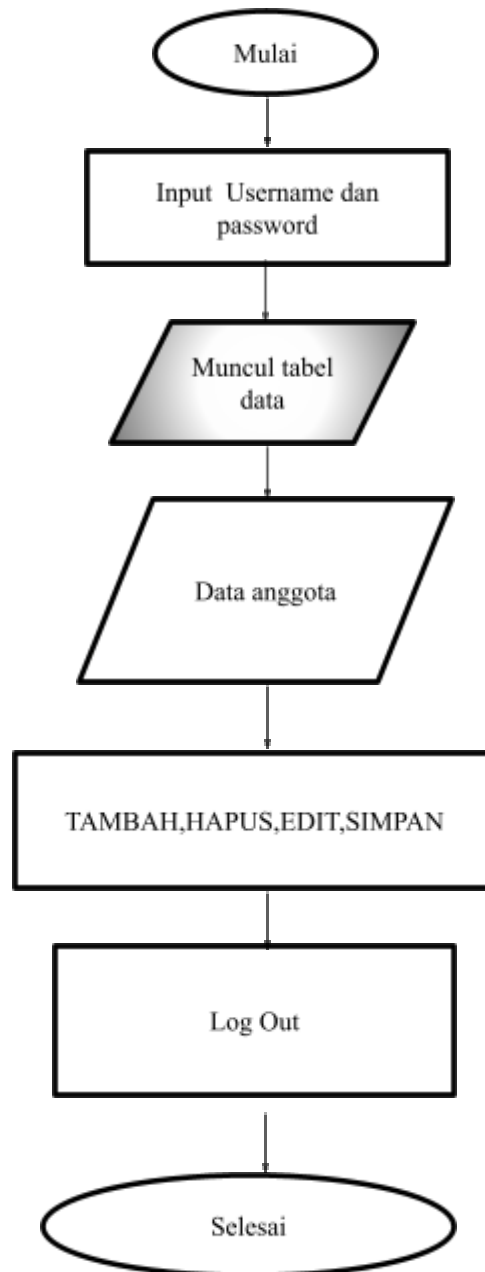 Mulai
Input  Username dan
password
Muncul tabel
data
Data anggota
TAMBAH,HAPUS,EDIT,SIMPAN
Log Out
Selesai